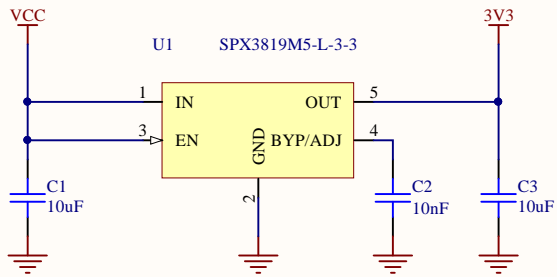 VCC
3V3
U1 SPX3819M5-L-3-3
1 IN OUT 5
3 EN BYP/ADJ 4
GND
2
C1
10uF
C2
10nF
C3
10uF